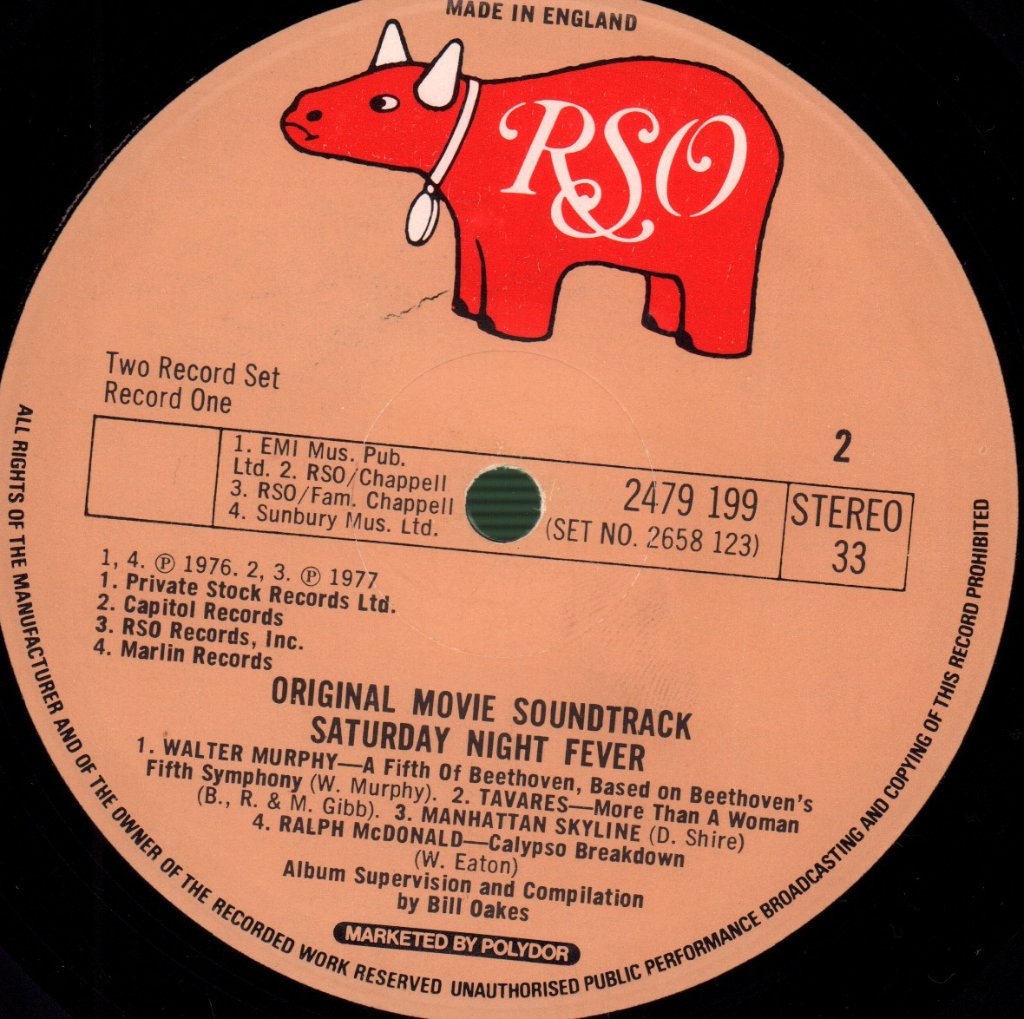 MADE IN ENGLAND
RSO
Two Record Set
Record One
2
1. EMI Mus. Pub.
Ltd. 2. RSO/Chappell
3. RSO/Fam. Chappell
4. Sunbury Mus. Ltd.
2479 199
(SET NO. 2658 123)
STEREO
33
1, 4. ℗ 1976. 2, 3. ℗ 1977
1. Private Stock Records Ltd.
2. Capitol Records
3. RSO Records, Inc.
4. Marlin Records
ORIGINAL MOVIE SOUNDTRACK
SATURDAY NIGHT FEVER
1. WALTER MURPHY—A Fifth Of Beethoven, Based on Beethoven's
Fifth Symphony (W. Murphy). 2. TAVARES—More Than A Woman
(B., R. & M. Gibb). 3. MANHATTAN SKYLINE (D. Shire)
4. RALPH McDONALD—Calypso Breakdown
(W. Eaton)
Album Supervision and Compilation
by Bill Oakes
MARKETED BY POLYDOR
ALL RIGHTS OF THE MANUFACTURER AND OF THE OWNER OF THE RECORDED WORK RESERVED UNAUTHORISED PUBLIC PERFORMANCE BROADCASTING AND COPYING OF THIS RECORD PROHIBITED